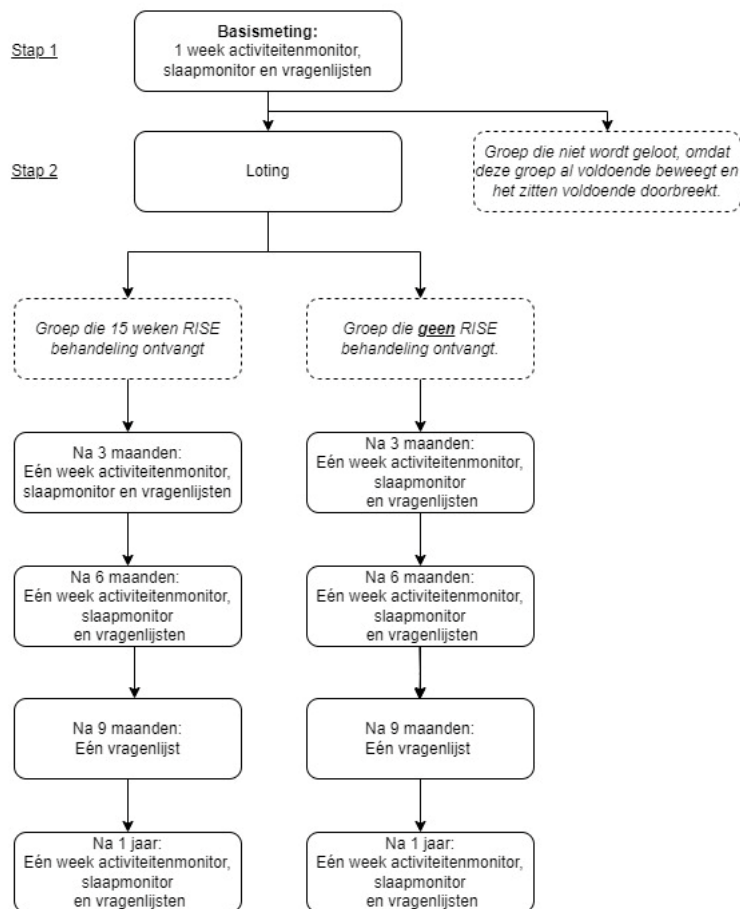 Stap 1
Basismeting:
1 week activiteitenmonitor,
slaapmonitor en vragenlijsten
Stap 2
Loting
Groep die niet wordt geloot, omdat
deze groep al voldoende beweegt en
het zitten voldoende doorbreekt.
Groep die 15 weken RISE
behandeling ontvangt
Groep die geen RISE
behandeling ontvangt.
Na 3 maanden:
Eén week activiteitenmonitor,
slaapmonitor en vragenlijsten
Na 3 maanden:
Eén week activiteitenmonitor,
slaapmonitor
en vragenlijsten
Na 6 maanden:
Eén week activiteitenmonitor,
slaapmonitor
en vragenlijsten
Na 6 maanden:
Eén week activiteitenmonitor,
slaapmonitor
en vragenlijsten
Na 9 maanden:
Eén vragenlijst
Na 9 maanden:
Eén vragenlijst
Na 1 jaar:
Eén week activiteitenmonitor,
slaapmonitor
en vragenlijsten
Na 1 jaar:
Eén week activiteitenmonitor,
slaapmonitor
en vragenlijsten